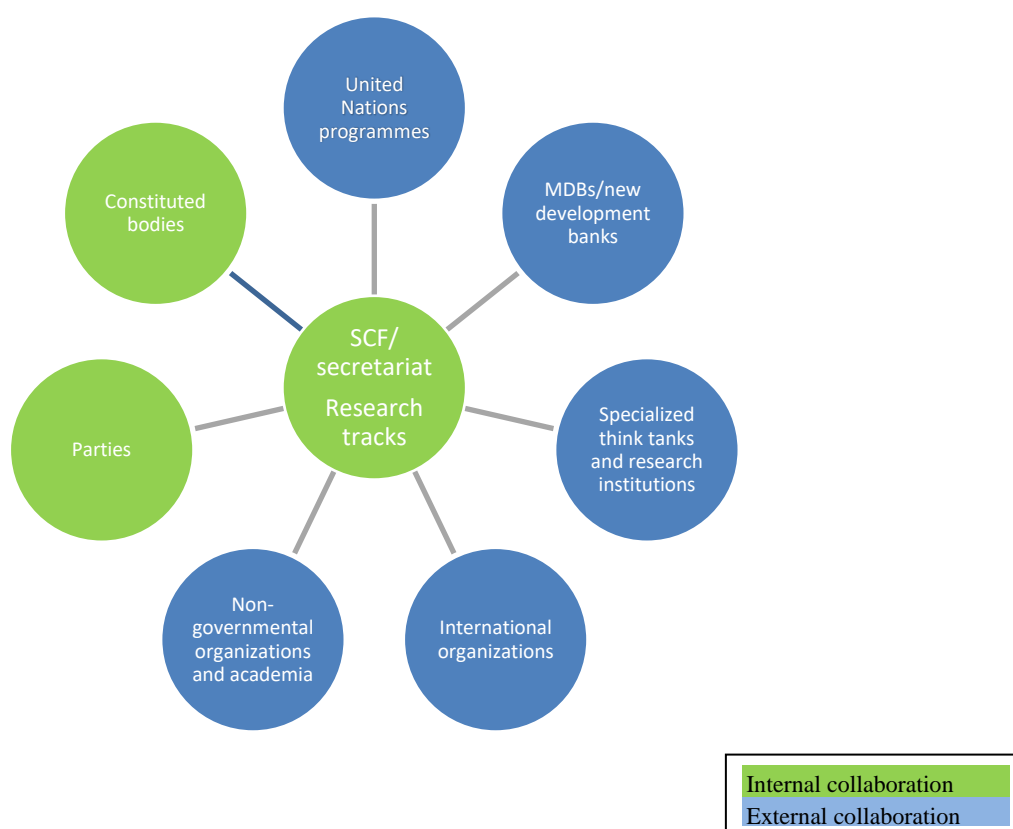 United
Nations
programmes
MDBs/new
development
banks
Constituted
bodies
SCF/
secretariat
Research
tracks
Specialized
think tanks
and research
institutions
Parties
Non-
governmental
organizations
and academia
International
organizations
Internal collaboration
External collaboration